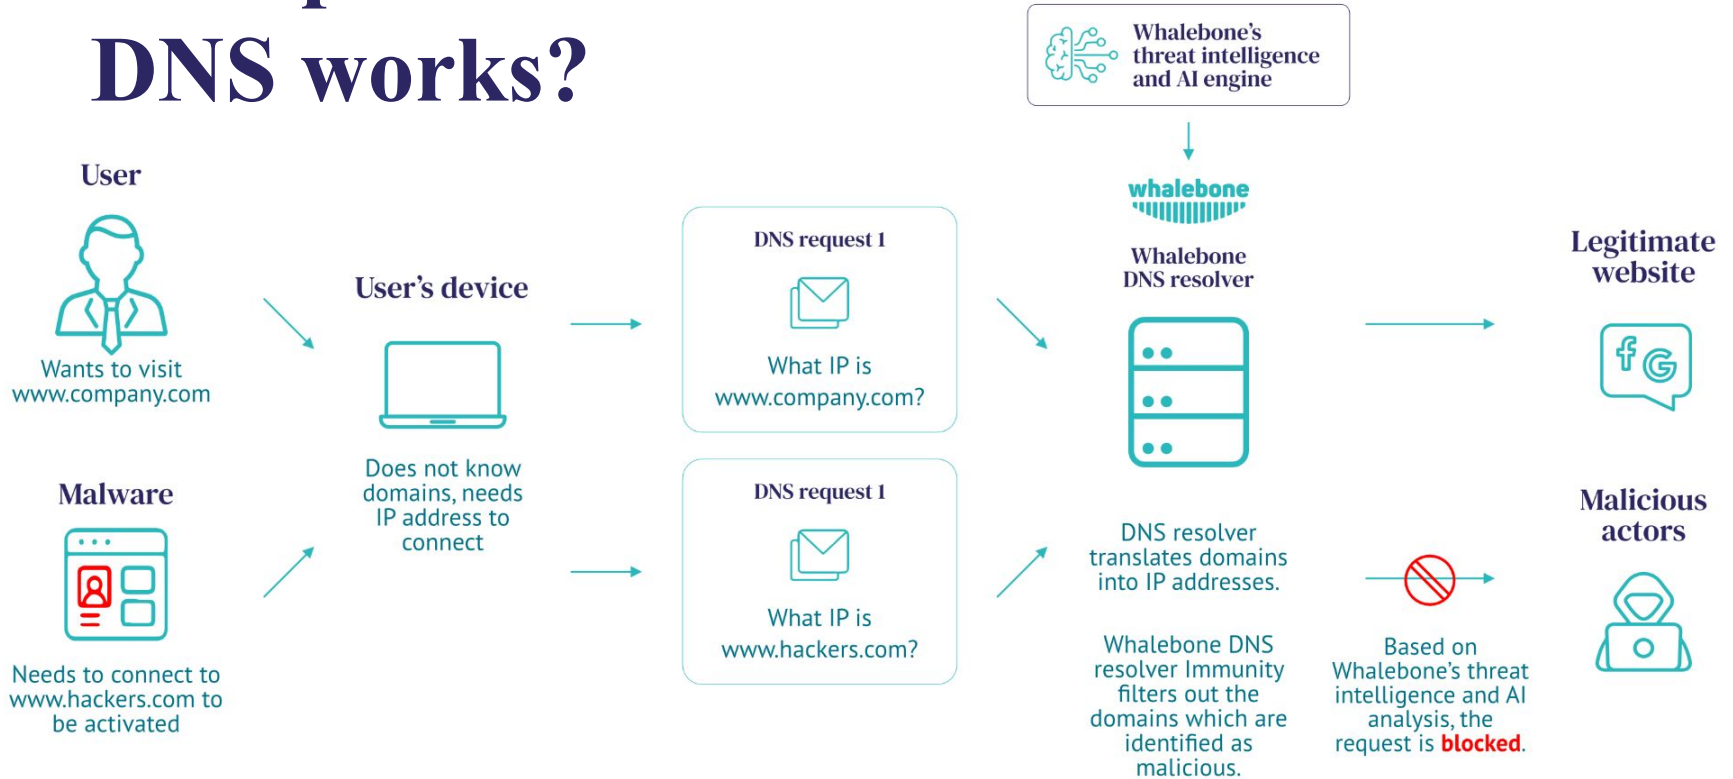 DNS works?
Whalebone's
threat intelligence
and AI engine
whalebone
User
Wants to visit
www.company.com
Malware
Needs to connect to
www.hackers.com to
be activated
User's device
Does not know
domains, needs
IP address to
connect
DNS request 1
What IP is
www.company.com?
DNS request 1
What IP is
www.hackers.com?
Whalebone
DNS resolver
DNS resolver
translates domains
into IP addresses.
Whalebone DNS
resolver Immunity
filters out the
domains which are
identified as
malicious.
Legitimate
website
f G
Malicious
actors
Based on
Whalebone's threat
intelligence and AI
analysis, the
request is blocked.